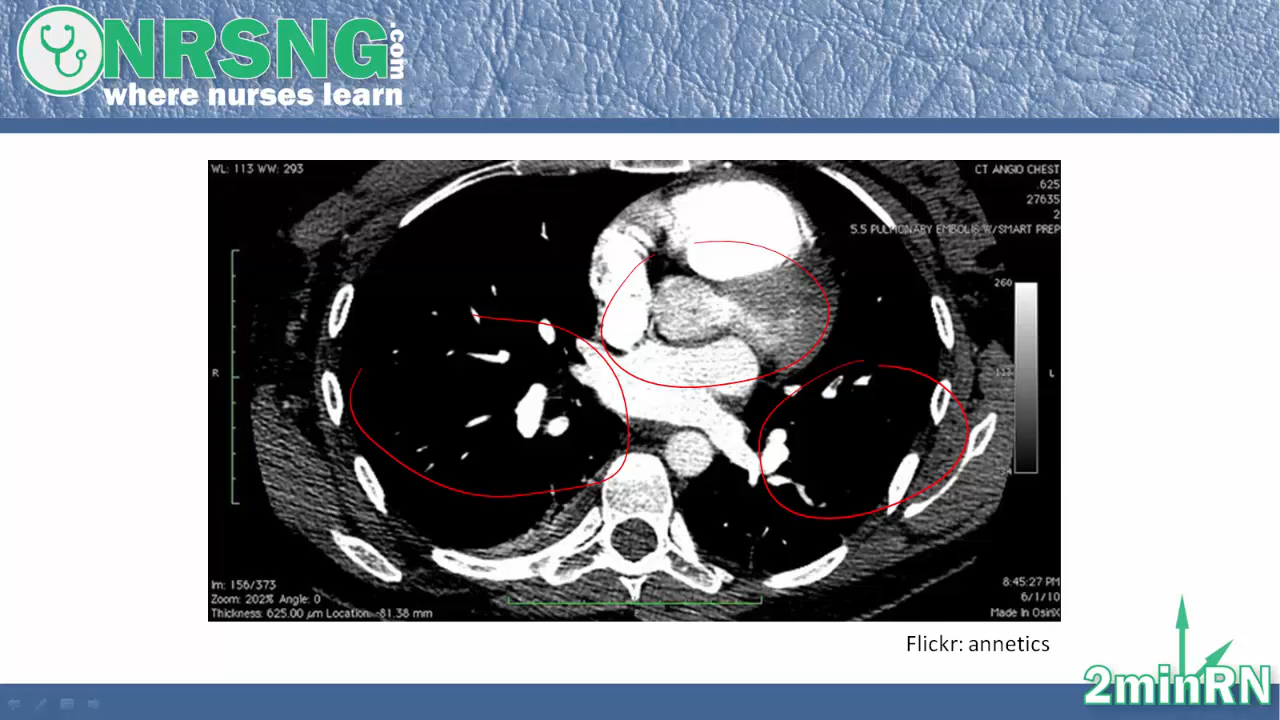 NRSNG.com
where nurses learn
WL: 113 WW: 293
CT ANGIO CHEST
.625
27635
2
5.5 PULMONARY EMBOLIS W/SMART PREP
260
R
L
Im: 156/373
Zoom: 202% Angle: 0
Thickness: 625.00 µm Location: -81.38 mm
8:45:27 PM
6/1/10
Made In OsiriX
Flickr: annetics
2minRN